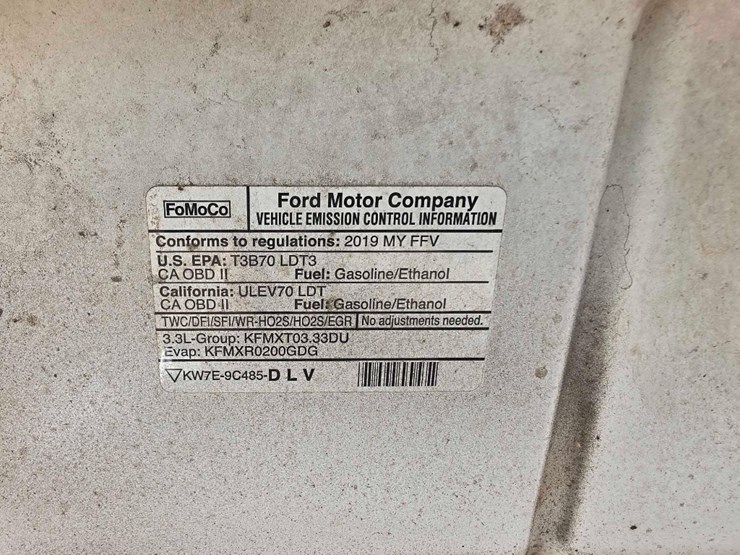 FoMoCo
Ford Motor Company
VEHICLE EMISSION CONTROL INFORMATION
Conforms to regulations: 2019 MY FFV
U.S. EPA: T3B70 LDT3
CA OBD II Fuel: Gasoline/Ethanol
California: ULEV70 LDT
CA OBD II Fuel: Gasoline/Ethanol
TWC/DFI/SFI/WR-HO2S/HO2S/EGR No adjustments needed.
3.3L-Group: KFMXT03.33DU
Evap: KFMXR0200GDG
KW7E-9C485-D L V